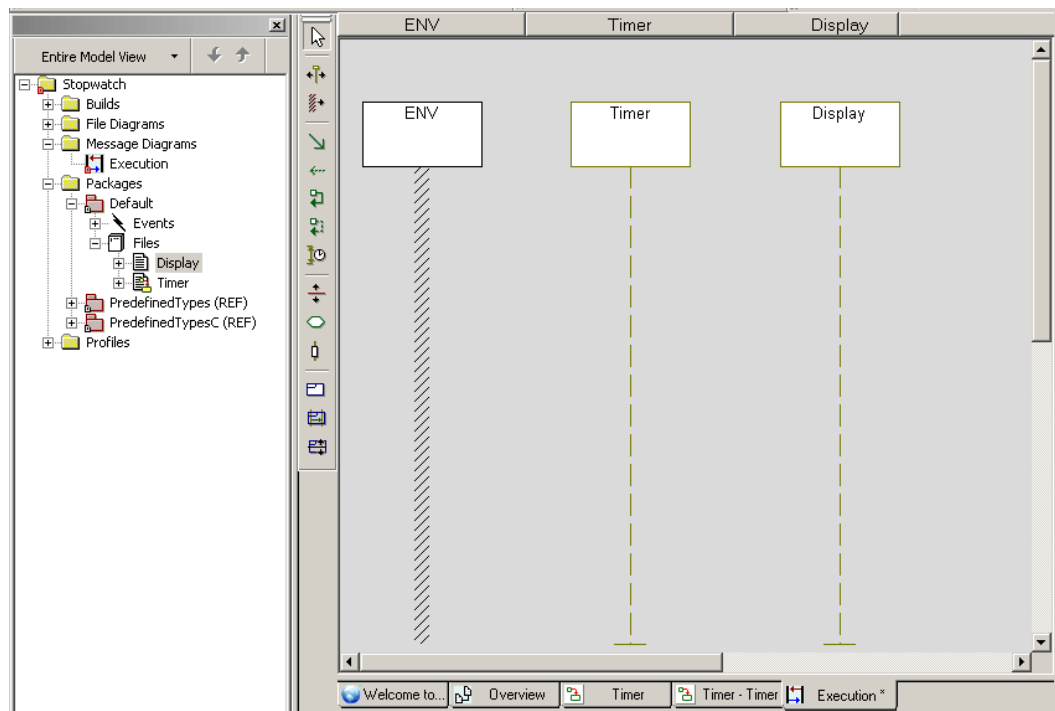 Entire Model View
Stopwatch
Builds
File Diagrams
Message Diagrams
Execution
Packages
Default
Events
Files
Display
Timer
PredefinedTypes (REF)
PredefinedTypesC (REF)
Profiles
ENV Timer Display
ENV Timer Display
Welcome to... Overview Timer Timer - Timer Execution *